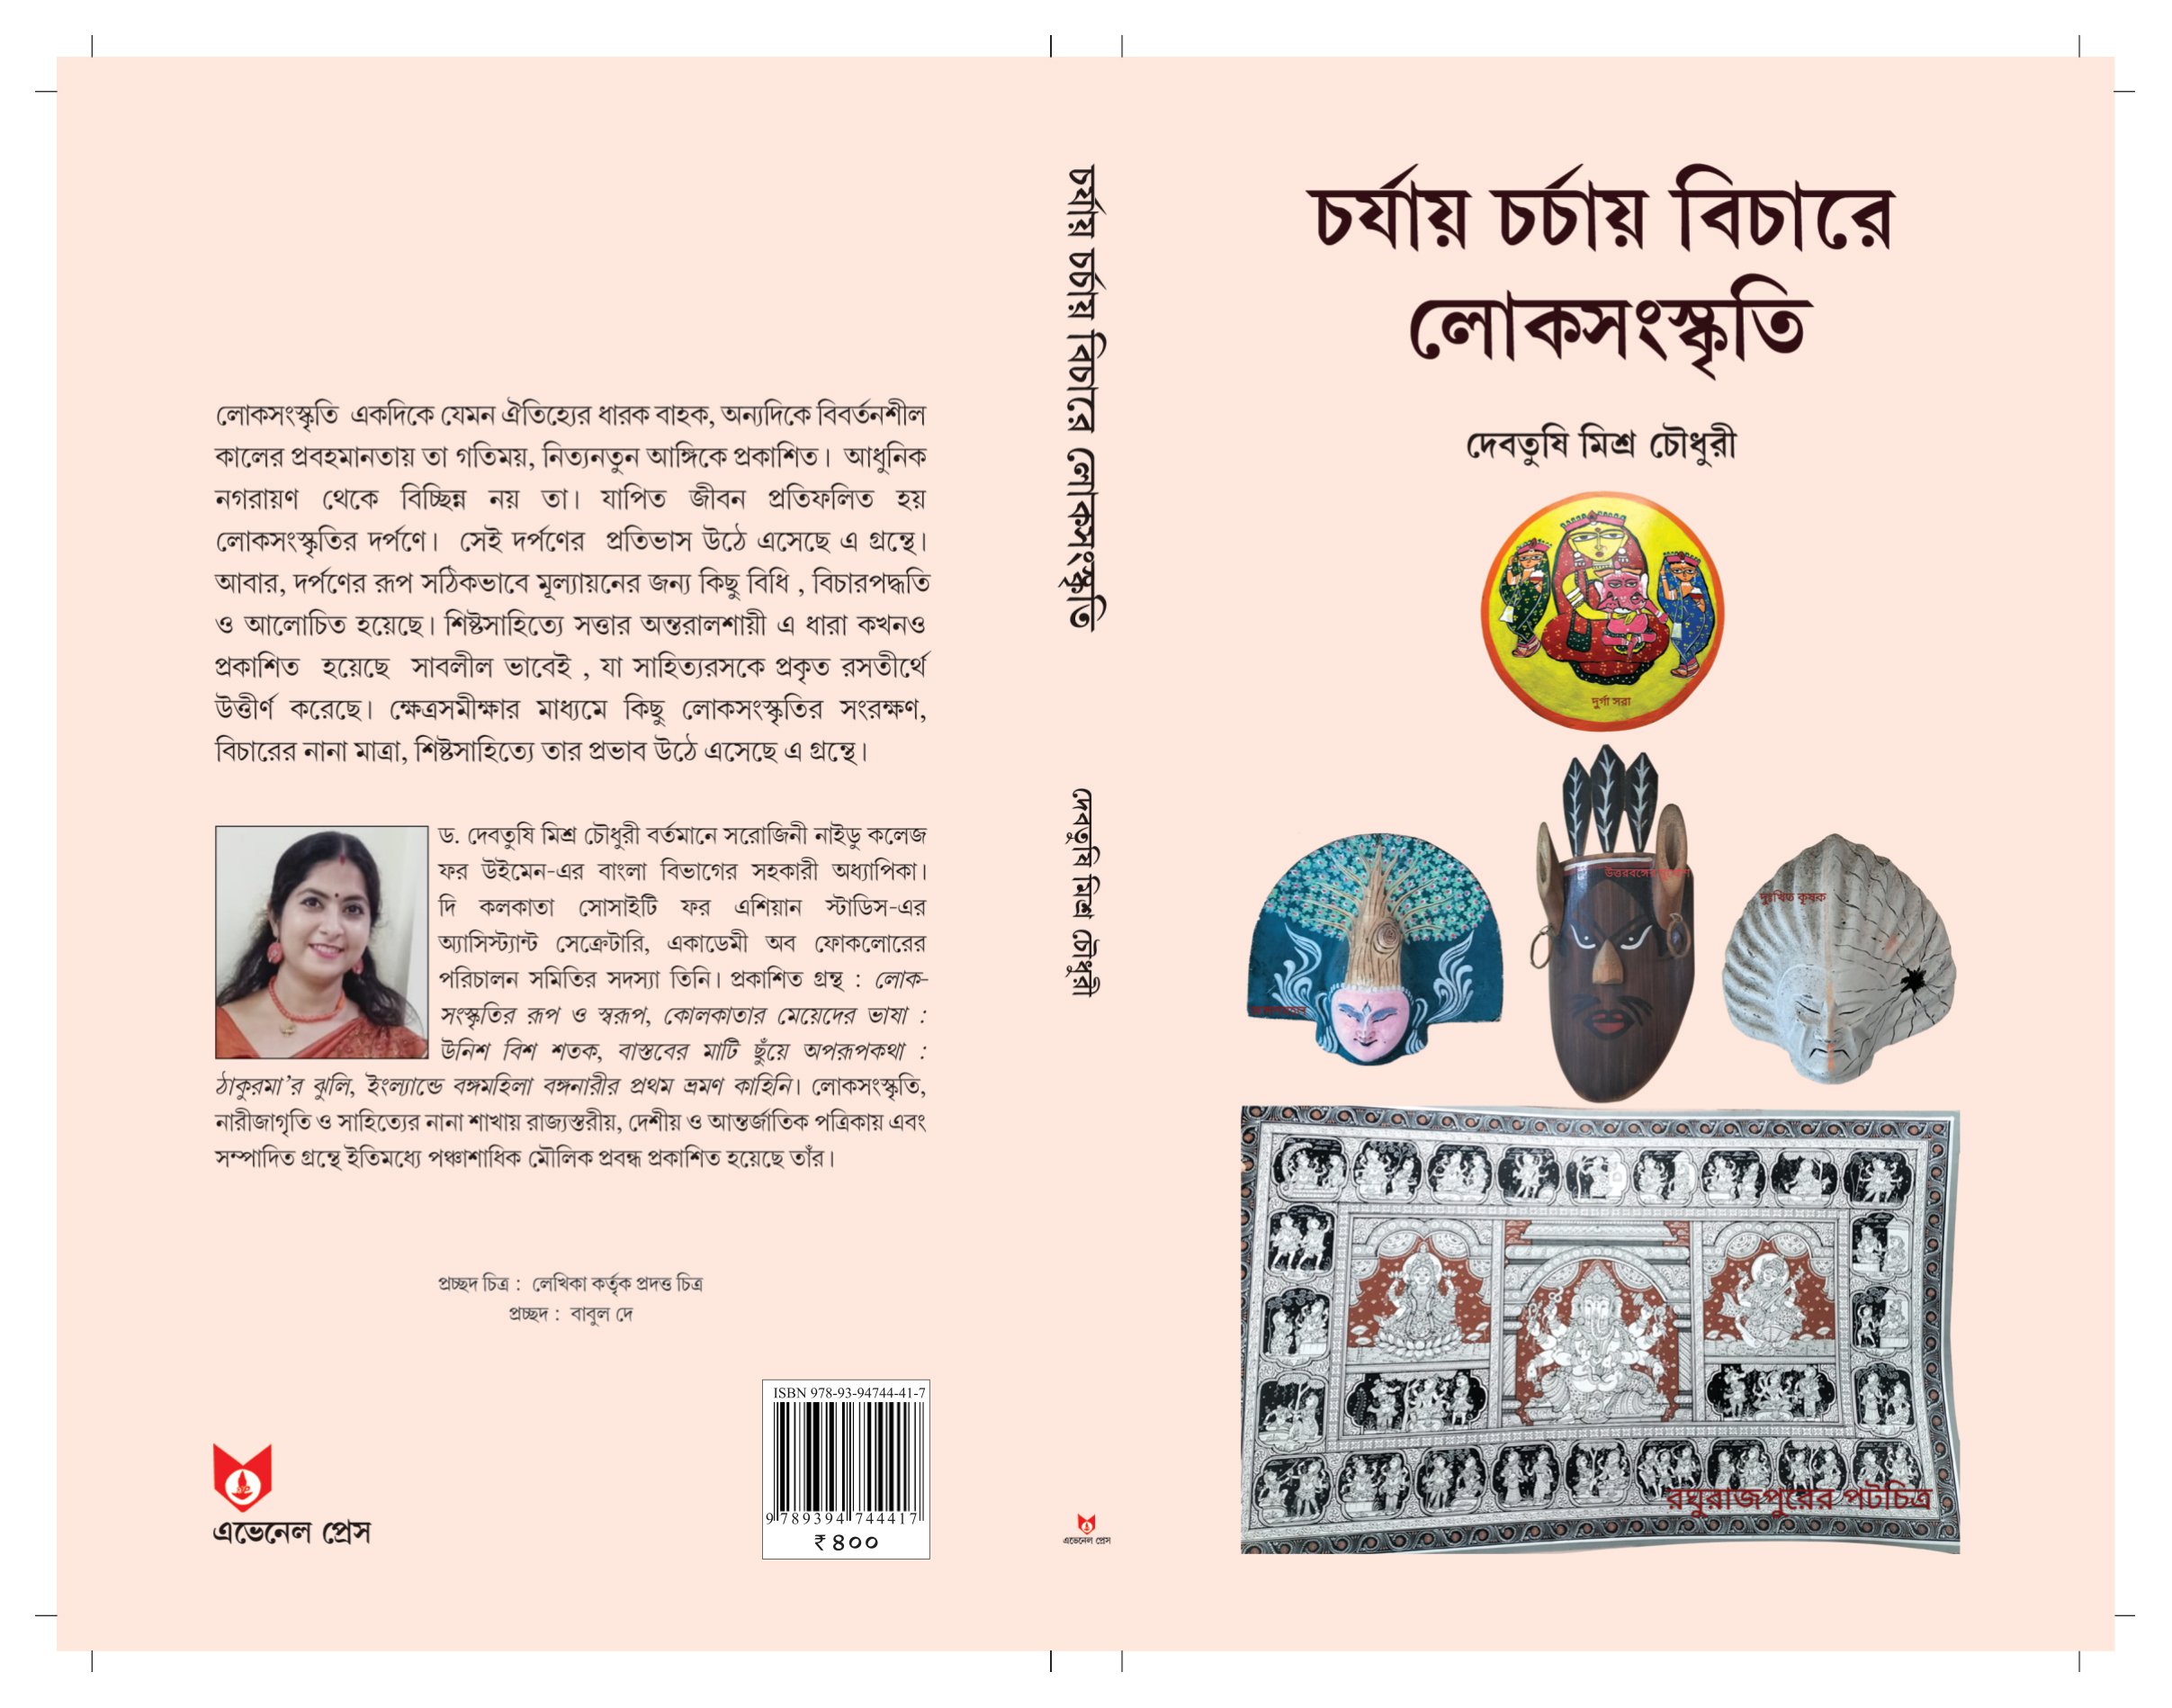 চর্যায় চর্চায় বিচারে
লোকসংস্কৃতি
দেবতুষি মিশ্র চৌধুরী
দুর্গা সরা
উত্তরবঙ্গের
দুঃখিত কৃষক
রঘুরাজপুরের পটচিত্র
চর্যায় চর্চায় বিচারে লোকসংস্কৃতি
দেবতুষি মিশ্র চৌধুরী
এভেনেল প্রেস
লোকসংস্কৃতি একদিকে যেমন ঐতিহ্যের ধারক বাহক, অন্যদিকে বিবর্তনশীল
কালের প্রবহমানতায় তা গতিময়, নিত্যনতুন আঙ্গিকে প্রকাশিত। আধুনিক
নগরায়ণ থেকে বিচ্ছিন্ন নয় তা। যাপিত জীবন প্রতিফলিত হয়
লোকসংস্কৃতির দর্পণে। সেই দর্পণের প্রতিভাস উঠে এসেছে এ গ্রন্থে।
আবার, দর্পণের রূপ সঠিকভাবে মূল্যায়নের জন্য কিছু বিধি , বিচারপদ্ধতি
ও আলোচিত হয়েছে। শিষ্টসাহিত্যে সত্তার অন্তরালশায়ী এ ধারা কখনও
প্রকাশিত হয়েছে সাবলীল ভাবেই , যা সাহিত্যরসকে প্রকৃত রসতীর্থে
উত্তীর্ণ করেছে। ক্ষেত্রসমীক্ষার মাধ্যমে কিছু লোকসংস্কৃতির সংরক্ষণ,
বিচারের নানা মাত্রা, শিষ্টসাহিত্যে তার প্রভাব উঠে এসেছে এ গ্রন্থে।
ড. দেবতুষি মিশ্র চৌধুরী বর্তমানে সরোজিনী নাইডু কলেজ
ফর উইমেন-এর বাংলা বিভাগের সহকারী অধ্যাপিকা।
দি কলকাতা সোসাইটি ফর এশিয়ান স্টাডিস-এর
অ্যাসিস্ট্যান্ট সেক্রেটারি, একাডেমী অব ফোকলোরের
পরিচালন সমিতির সদস্যা তিনি। প্রকাশিত গ্রন্থ : লোক-
সংস্কৃতির রূপ ও স্বরূপ, কোলকাতার মেয়েদের ভাষা :
উনিশ বিশ শতক, বাস্তবের মাটি ছুঁয়ে অপরূপকথা :
ঠাকুরমা'র ঝুলি, ইংল্যান্ডে বঙ্গমহিলা বঙ্গনারীর প্রথম ভ্রমণ কাহিনি। লোকসংস্কৃতি,
নারীজাগৃতি ও সাহিত্যের নানা শাখায় রাজ্যস্তরীয়, দেশীয় ও আন্তর্জাতিক পত্রিকায় এবং
সম্পাদিত গ্রন্থে ইতিমধ্যে পঞ্চাশাধিক মৌলিক প্রবন্ধ প্রকাশিত হয়েছে তাঁর।
প্রচ্ছদ চিত্র : লেখিকা কর্তৃক প্রদত্ত চিত্র
প্রচ্ছদ : বাবুল দে
এভেনেল প্রেস
ISBN 978-93-94744-41-7
9 789394 744417
₹ ৪০০